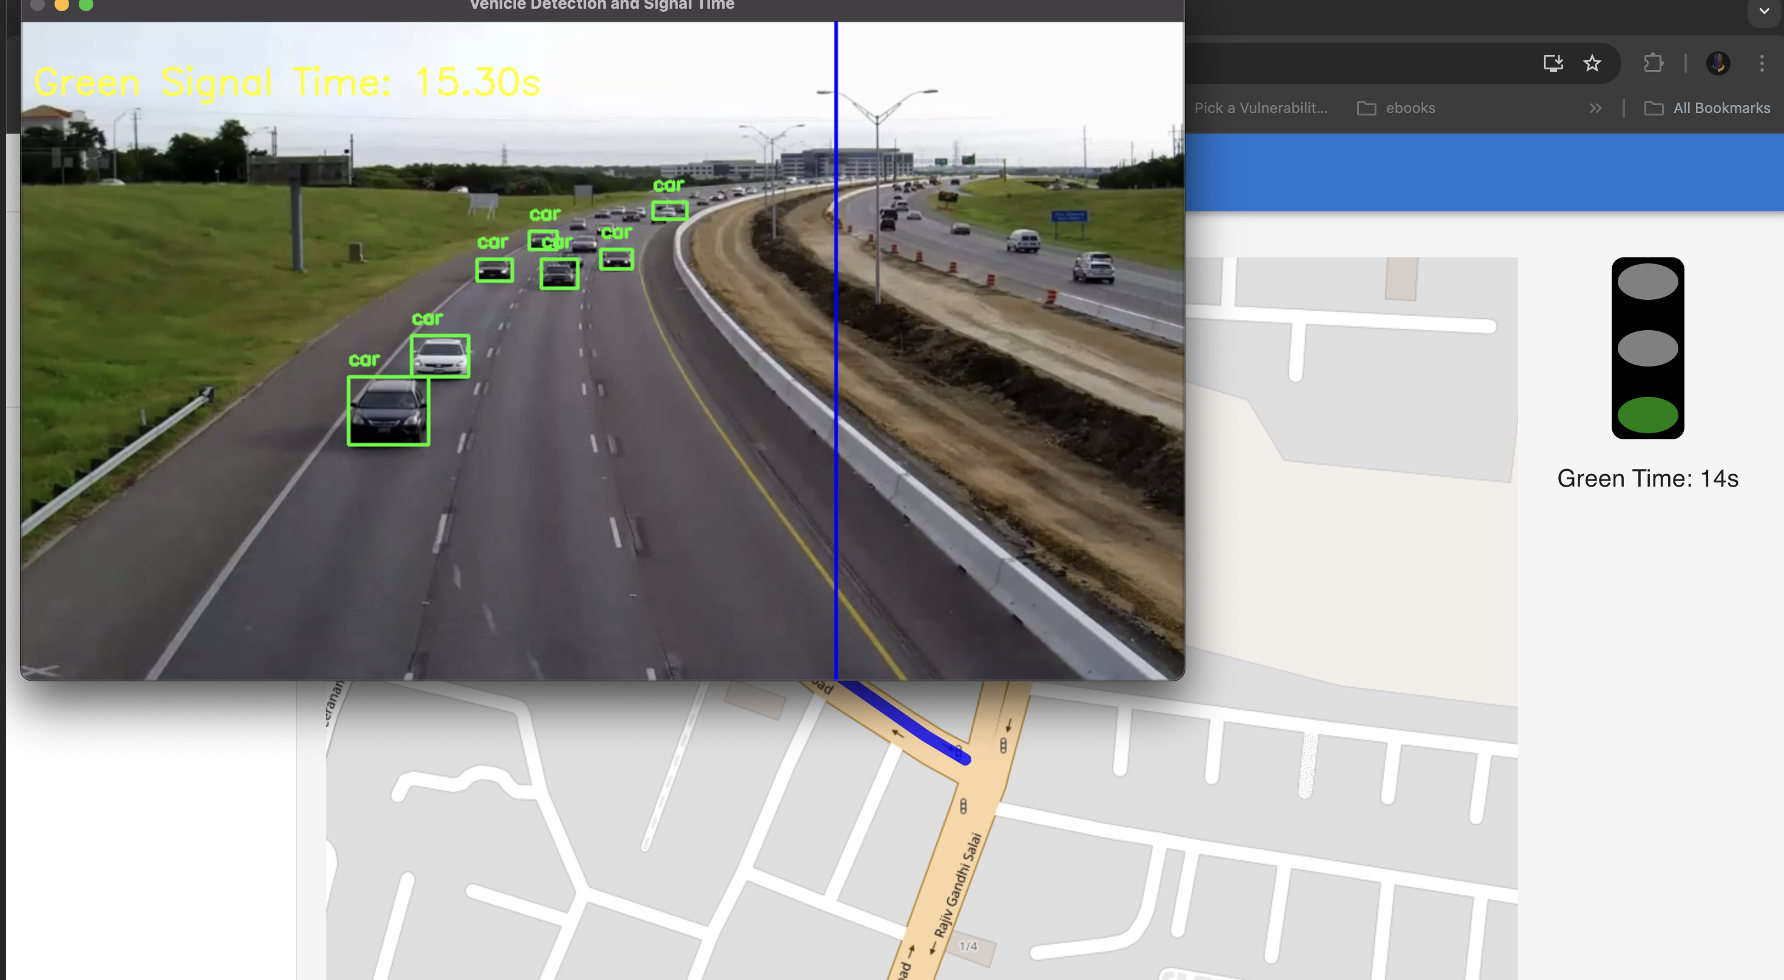 Vehicle Detection and Signal Time
Green Signal Time: 15.30s
car
car
car
car
car
car
car
Pick a Vulnerabilit...
ebooks
All Bookmarks
Green Time: 14s
Rajiv Gandhi Salai
1/4